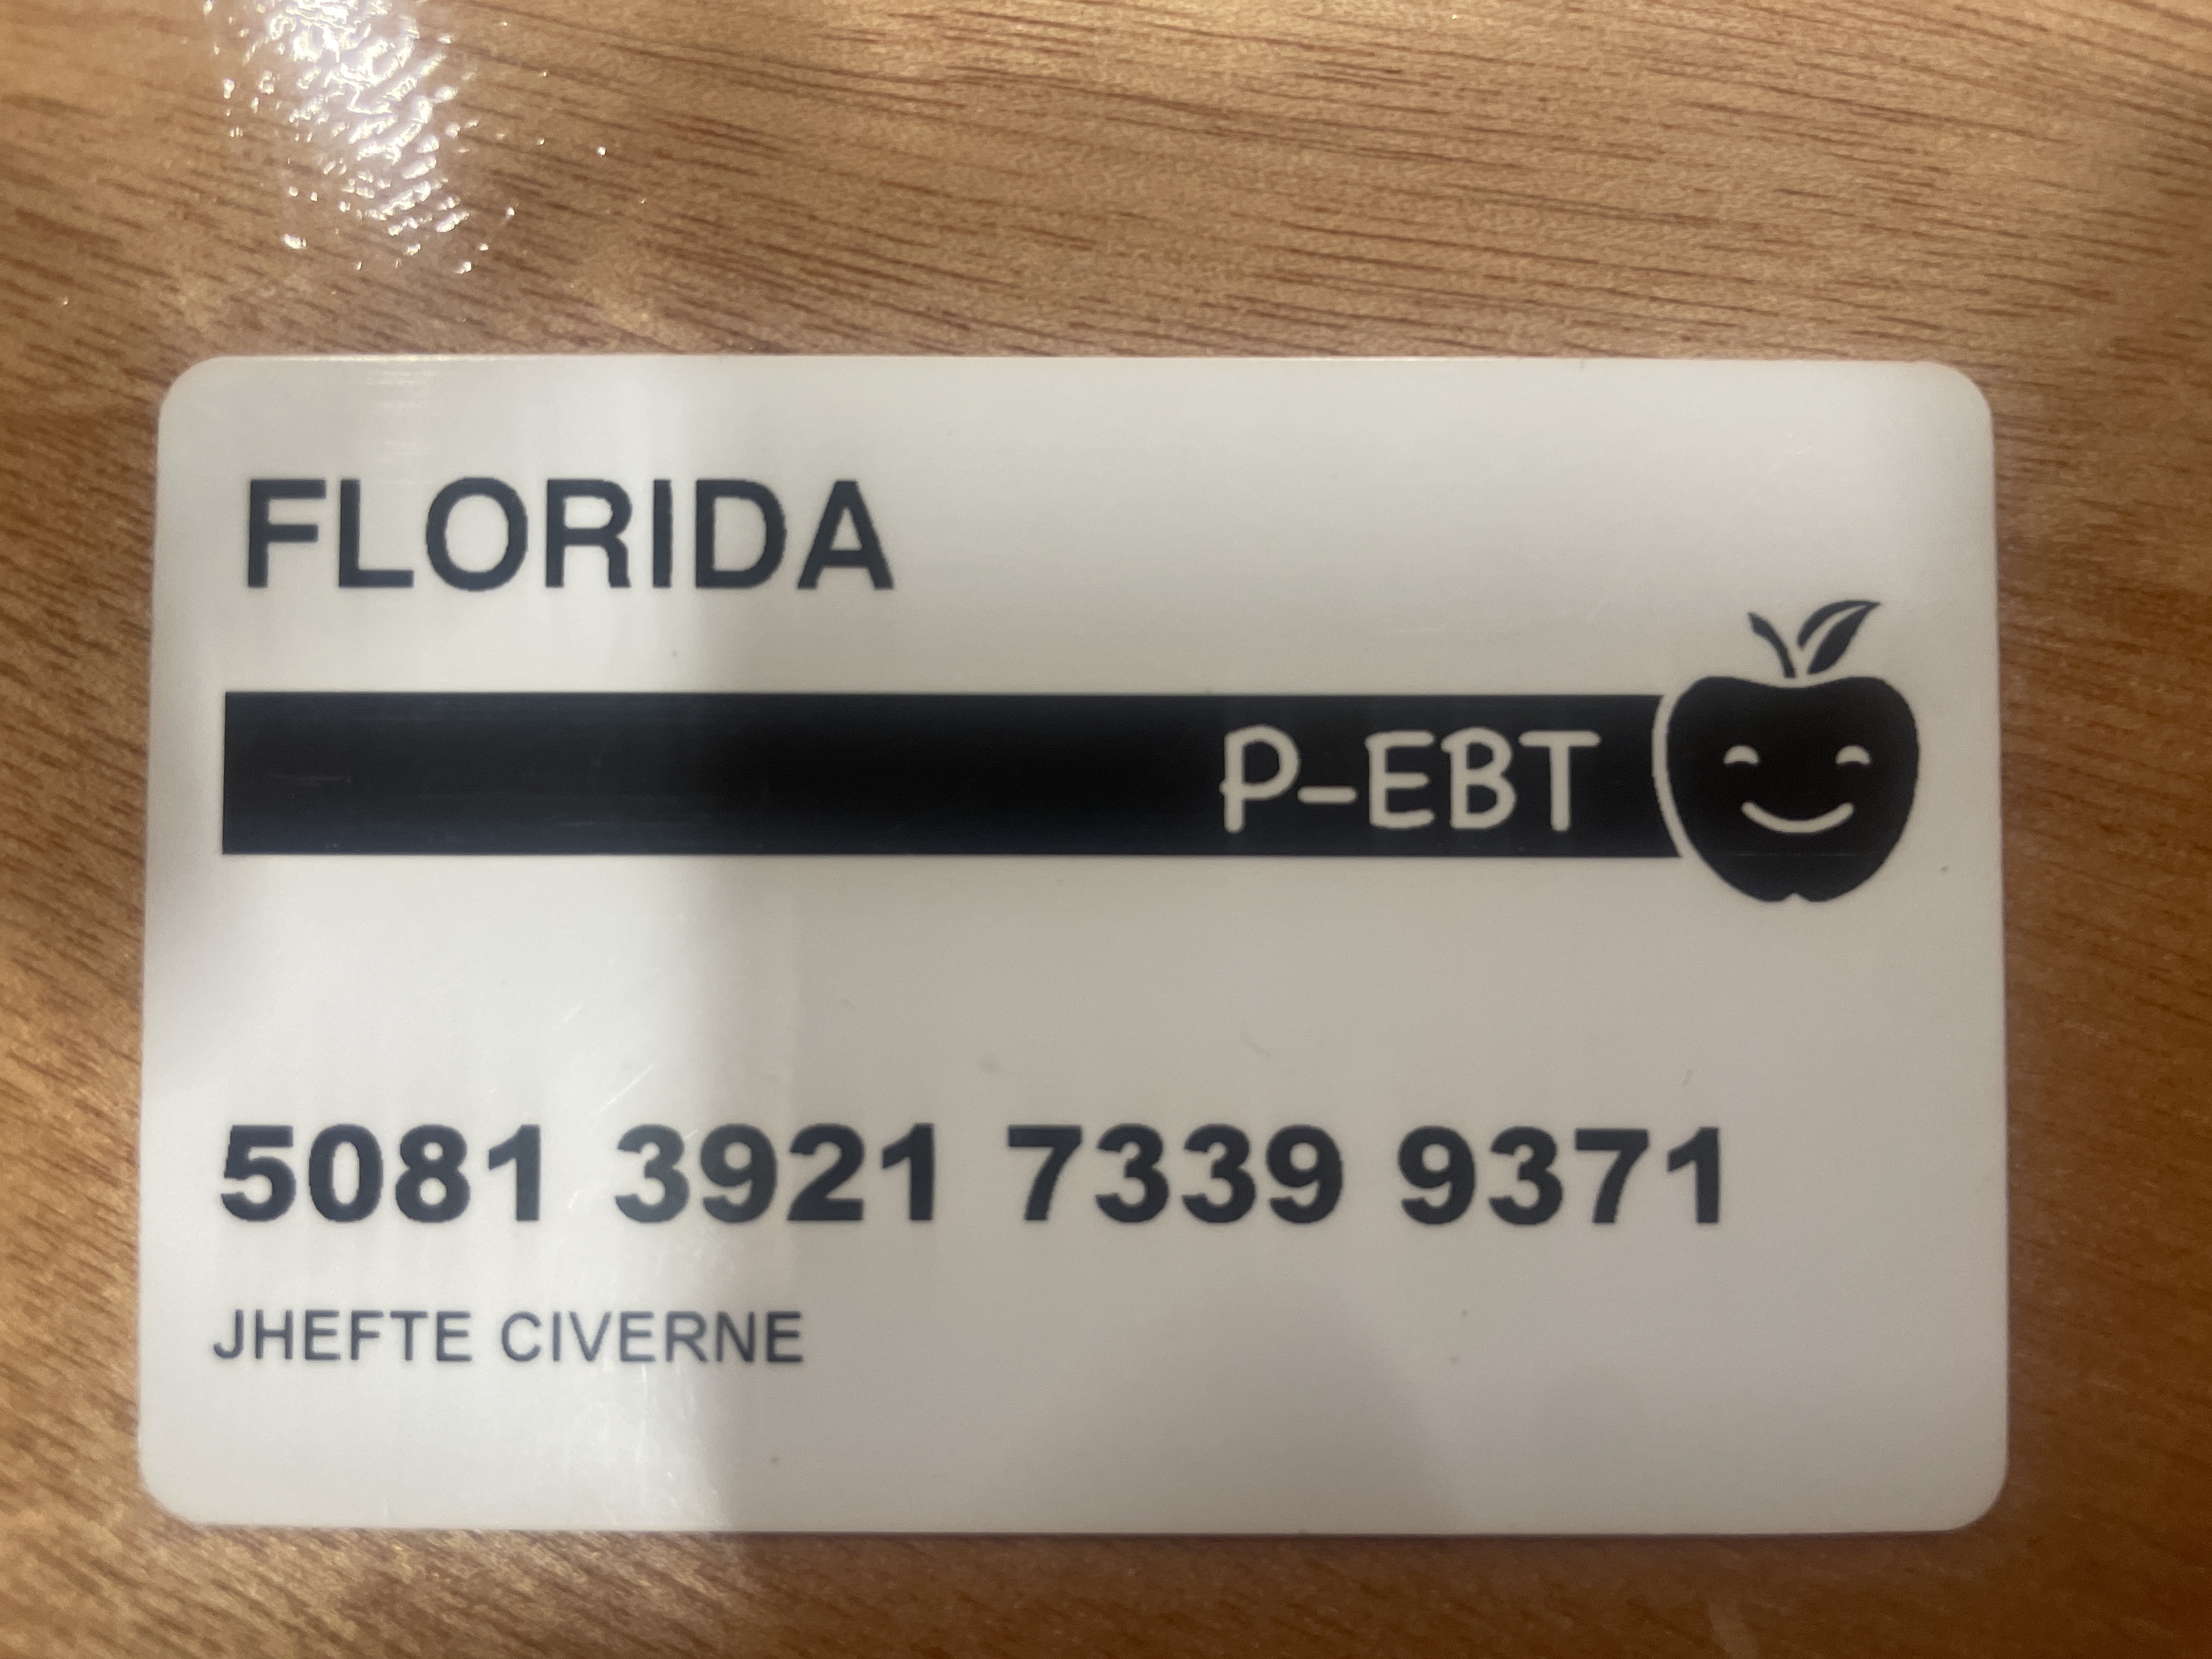 FLORIDA
P-EBT
5081 3921 7339 9371
JHEFTE CIVERNE